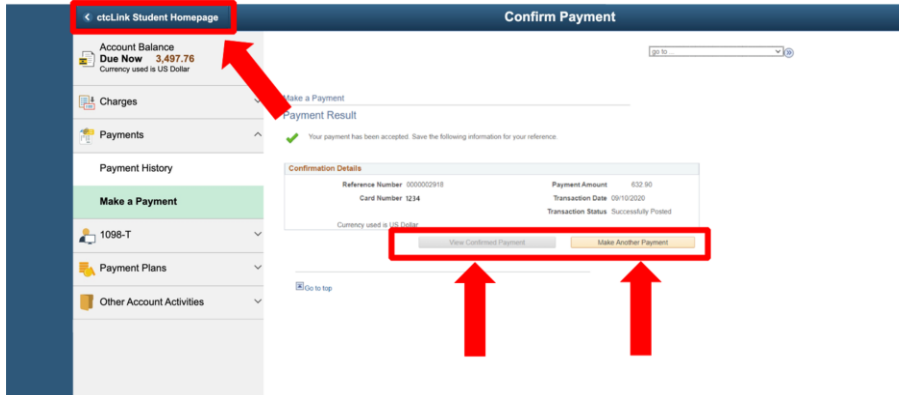 ctcLink Student Homepage
Confirm Payment
Account Balance
Due Now 3,497.76
Currency used is US Dollar
Charges
Payments
Payment History
Make a Payment
1098-T
Payment Plans
Other Account Activities
go to ...
Make a Payment
Payment Result
Your payment has been accepted. Save the following information for your reference.
Confirmation Details
Reference Number 0000002918 Payment Amount 632.90
Card Number 1234 Transaction Date 09/10/2020
Transaction Status Successfully Posted
Currency used is US Dollar
View Confirmed Payment Make Another Payment
Go to top